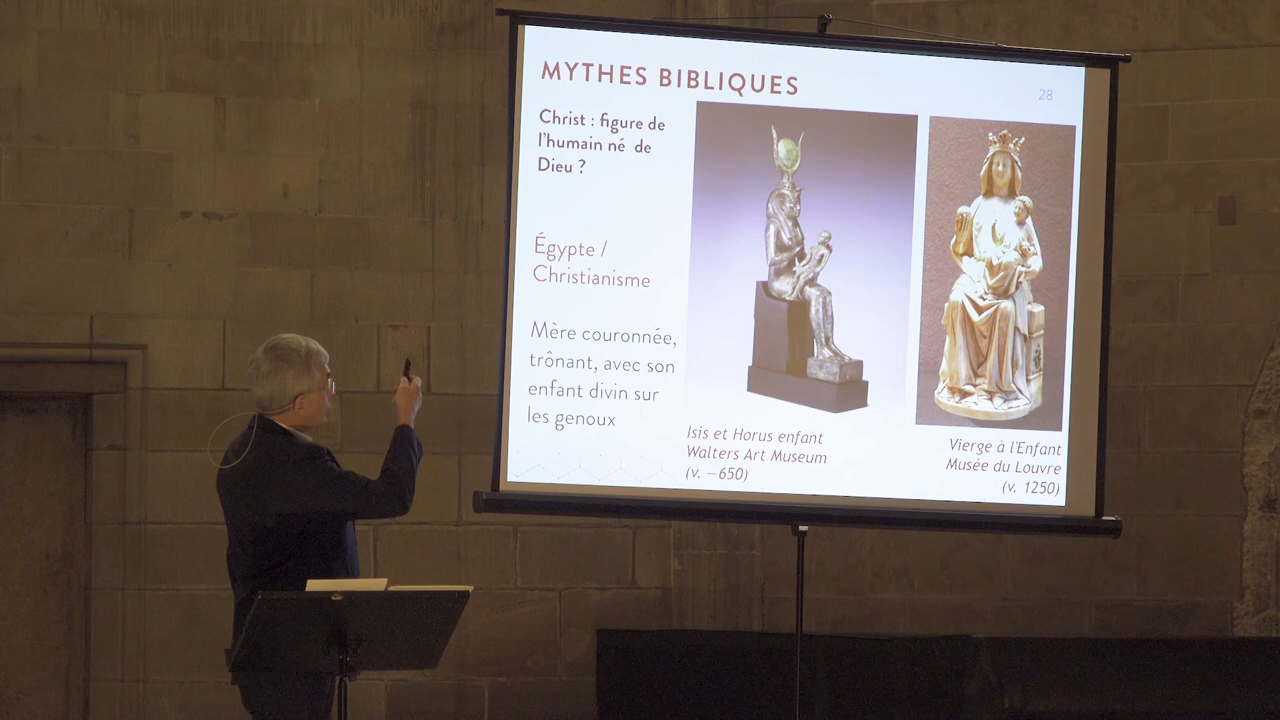 MYTHES BIBLIQUES
28
Christ : figure de
l'humain né de
Dieu ?
Égypte /
Christianisme
Mère couronnée,
trônant, avec son
enfant divin sur
les genoux
Isis et Horus enfant
Walters Art Museum
(v. –650)
Vierge à l'Enfant
Musée du Louvre
(v. 1250)